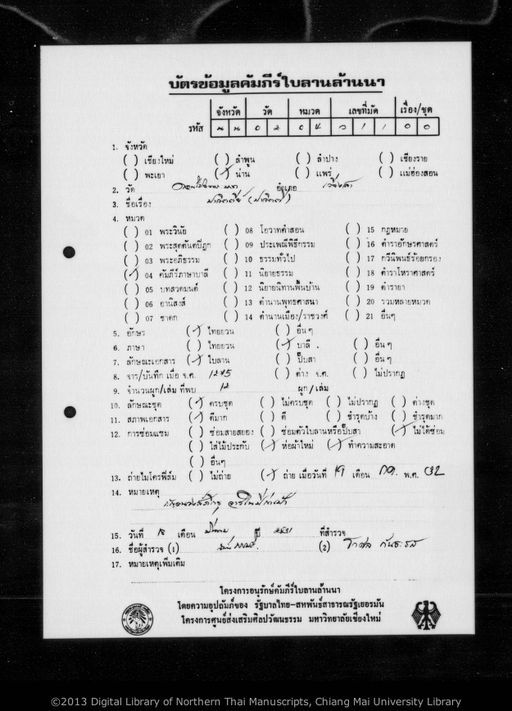 บัตรข้อมูลคัมภีร์ใบลานล้านนา
จังหวัด วัด หมวด เลขที่มัด เรื่อง/ชุด
รหัส น น 0 2 0 4 0 1 1 0 0
1. จังหวัด
( ) เชียงใหม่ ( ) ลำพูน ( ) ลำปาง ( ) เชียงราย
( ) พะเยา (✓) น่าน ( ) แพร่ ( ) แม่ฮ่องสอน
2. วัด อำเภอ
3. ชื่อเรื่อง
4. หมวด
( ) 01 พระวินัย ( ) 08 โอวาทคำสอน ( ) 15 กฎหมาย
( ) 02 พระสุตตันตปิฎก ( ) 09 ประเพณีพิธีกรรม ( ) 16 ตำราอักษรศาสตร์
( ) 03 พระอภิธรรม ( ) 10 ธรรมทั่วไป ( ) 17 กวีนิพนธ์ร้อยกรอง
(✓) 04 คัมภีร์ภาษาบาลี ( ) 11 นิยายธรรม ( ) 18 ตำราโหราศาสตร์
( ) 05 บทสวดมนต์ ( ) 12 นิยายนิทานพื้นบ้าน ( ) 19 ตำรายา
( ) 06 อานิสงส์ ( ) 13 ตำนานพุทธศาสนา ( ) 20 รวมหลายหมวด
( ) 07 ชาดก ( ) 14 ตำนานเมือง/ราชวงศ์ ( ) 21 อื่นๆ
5. อักษร (✓) ไทยยวน ( ) อื่นๆ
6. ภาษา ( ) ไทยยวน (✓) บาลี ( ) อื่นๆ
7. ลักษณะเอกสาร (✓) ใบลาน ( ) ปั๊บสา ( ) อื่นๆ
8. จาร/บันทึก เมื่อ จ.ศ. 1285 ( ) คำว่า จ.ศ. ( ) ไม่ปรากฏ
9. จำนวนผูก/เล่ม ที่พบ 12 ผูก/เล่ม
10. ลักษณะชุด (✓) ครบชุด ( ) ไม่ครบชุด ( ) ไม่ปรากฏ ( ) ต่างชุด
11. สภาพเอกสาร (✓) ดีมาก ( ) ดี ( ) ชำรุดบ้าง ( ) ชำรุดมาก
12. การซ่อมแซม ( ) ซ่อมสายสยอง ( ) ซ่อมตัวใบลานหรือปั๊บสา (✓) ไม่ได้ซ่อม
( ) ใส่ไม้ประกับ (✓) ห่อผ้าใหม่ (✓) ทำความสะอาด
( ) อื่นๆ
13. ถ่ายไมโครฟิล์ม ( ) ไม่ถ่าย (✓) ถ่าย เมื่อวันที่ 19 เดือน พ.ศ. 32
14. หมายเหตุ
15. วันที่ 18 เดือน มีนาคม ปี 2531 ที่สำรวจ
16. ชื่อผู้สำรวจ (1) (2)
17. หมายเหตุเพิ่มเติม
โครงการอนุรักษ์คัมภีร์ใบลานล้านนา
โดยความอุปถัมภ์ของ รัฐบาลไทย-สหพันธ์สาธารณรัฐเยอรมัน
โครงการศูนย์ส่งเสริมศิลปวัฒนธรรม มหาวิทยาลัยเชียงใหม่
©2013 Digital Library of Northern Thai Manuscripts, Chiang Mai University Library